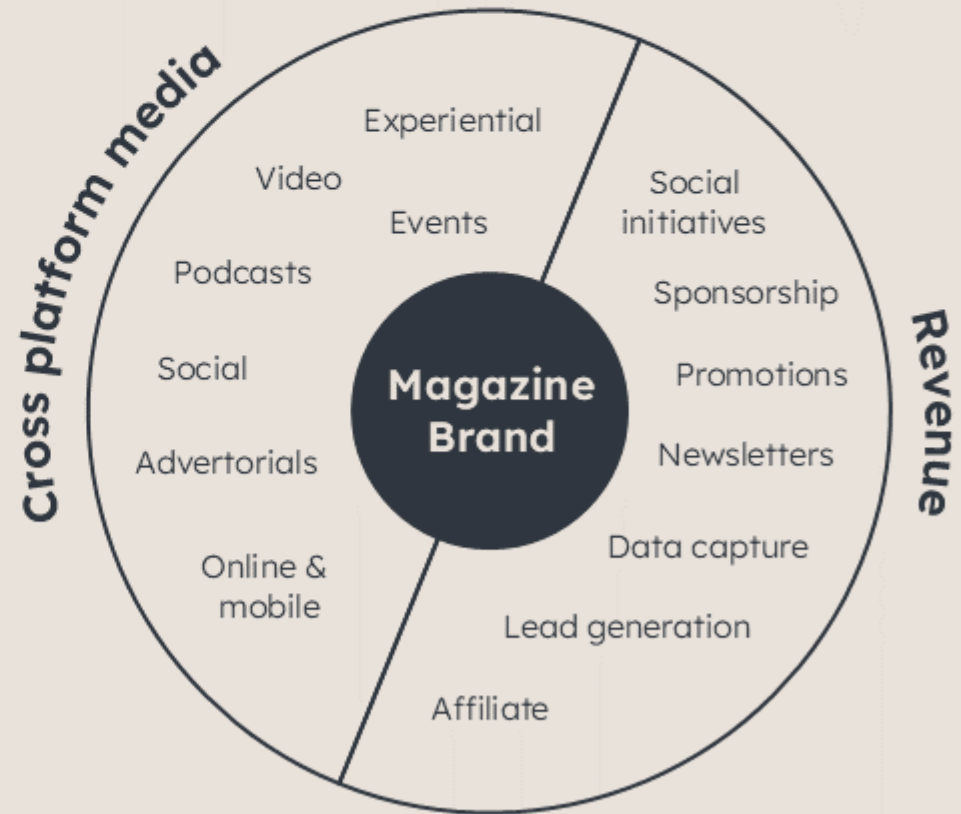 Cross platform media
Experiential
Video
Events
Podcasts
Social
Advertorials
Online &
mobile
Magazine
Brand
Revenue
Social
initiatives
Sponsorship
Promotions
Newsletters
Data capture
Lead generation
Affiliate